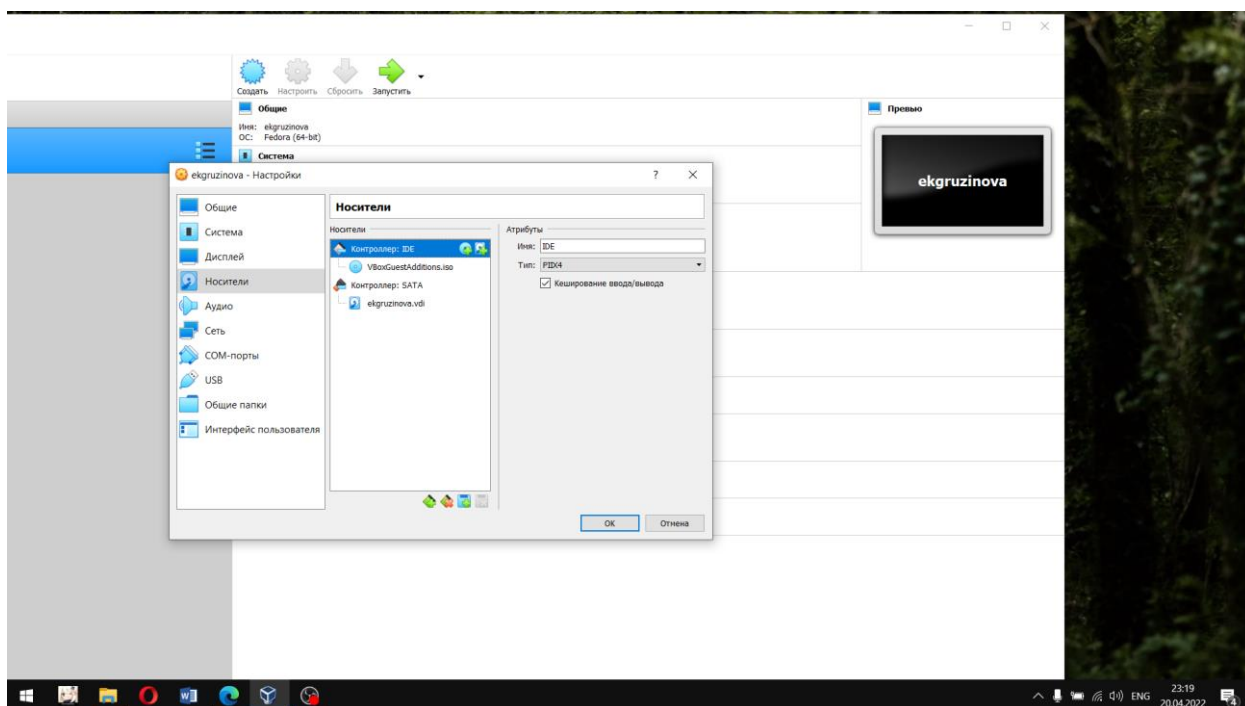 Создать Настроить Сбросить Запустить
Общие
Имя: ekgruzinova
ОС: Fedora (64-bit)
Система
Превью
ekgruzinova
ekgruzinova - Настройки
Общие
Система
Дисплей
Носители
Аудио
Сеть
COM-порты
USB
Общие папки
Интерфейс пользователя
Носители
Носители
Контроллер: IDE
VBoxGuestAdditions.iso
Контроллер: SATA
ekgruzinova.vdi
Атрибуты
Имя: IDE
Тип: PIIX4
Кеширование ввода/вывода
OK Отмена
ENG
23:19
20.04.2022
4